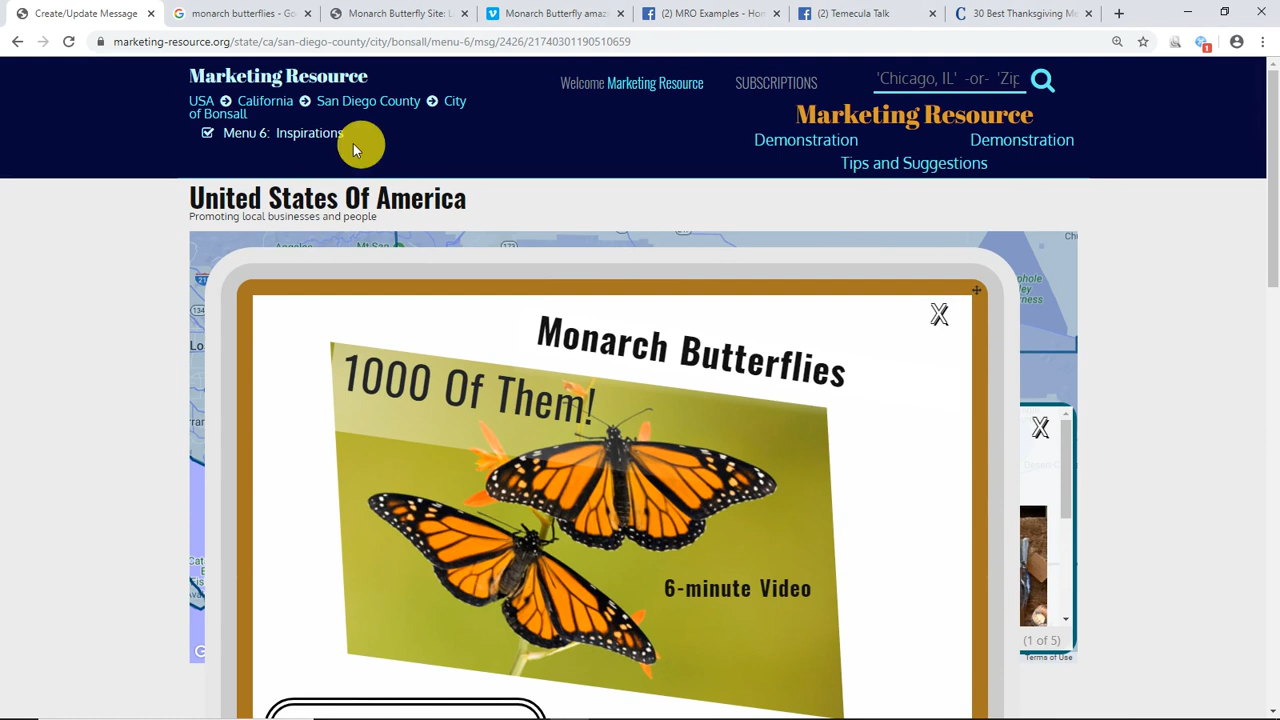 Create/Update Message
monarch butterflies - Go
Monarch Butterfly Site: L
Monarch Butterfly amaz
(2) MRO Examples - Hom
(2) Temecula Talk
30 Best Thanksgiving Me
marketing-resource.org/state/ca/san-diego-county/city/bonsall/menu-6/msg/2426/21740301190510659
1
Marketing Resource
Welcome Marketing Resource
SUBSCRIPTIONS
'Chicago, IL' -or- 'Zip
USA California San Diego County City
of Bonsall
Menu 6: Inspirations
Marketing Resource
Demonstration Demonstration
Tips and Suggestions
United States Of America
Promoting local businesses and people
X
Monarch Butterflies
1000 Of Them!
6-minute Video
X
(1 of 5)
Terms of Use